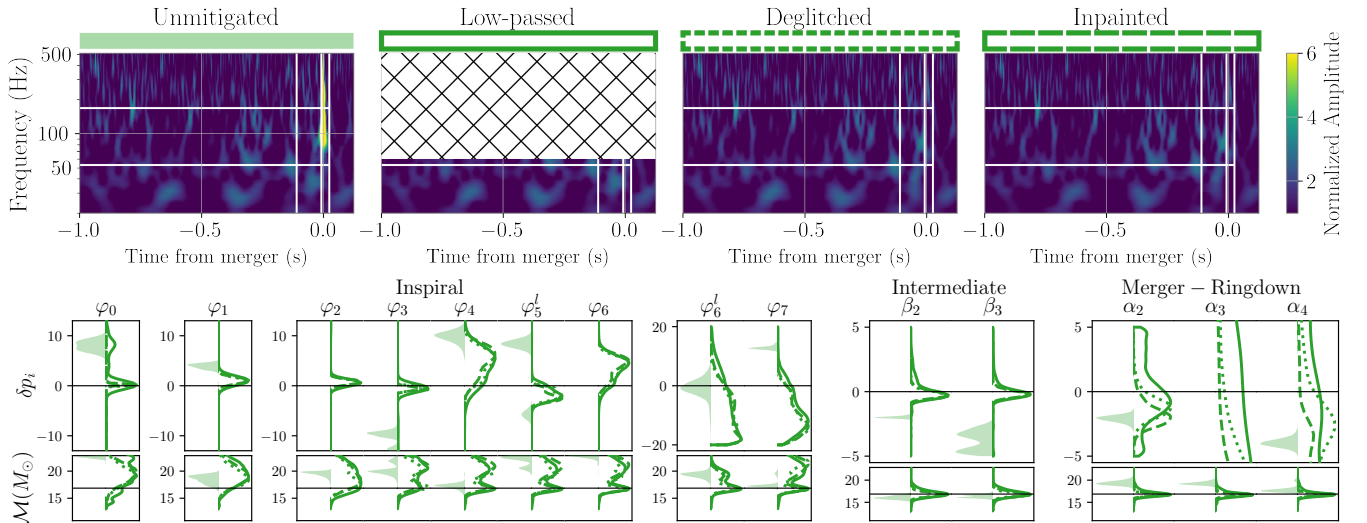 Unmitigated Low-passed Deglitched Inpainted
500
100
50
Frequency (Hz)
6
4
2
Normalized Amplitude
−1.0 −0.5 0.0 −1.0 −0.5 0.0 −1.0 −0.5 0.0 −1.0 −0.5 0.0
Time from merger (s) Time from merger (s) Time from merger (s) Time from merger (s)
Inspiral Intermediate Merger − Ringdown
φ₀ φ₁ φ₂ φ₃ φ₄ φ₅ˡ φ₆ φ₆ˡ φ₇ β₂ β₃ α₂ α₃ α₄
10 10 10 20 5 5
δpᵢ
0 0 0 0 0 0
−10 −10 −10 −20 −5 −5
ℳ(M⊙)
20 20 20 20 20 20
15 15 15 15 15 15